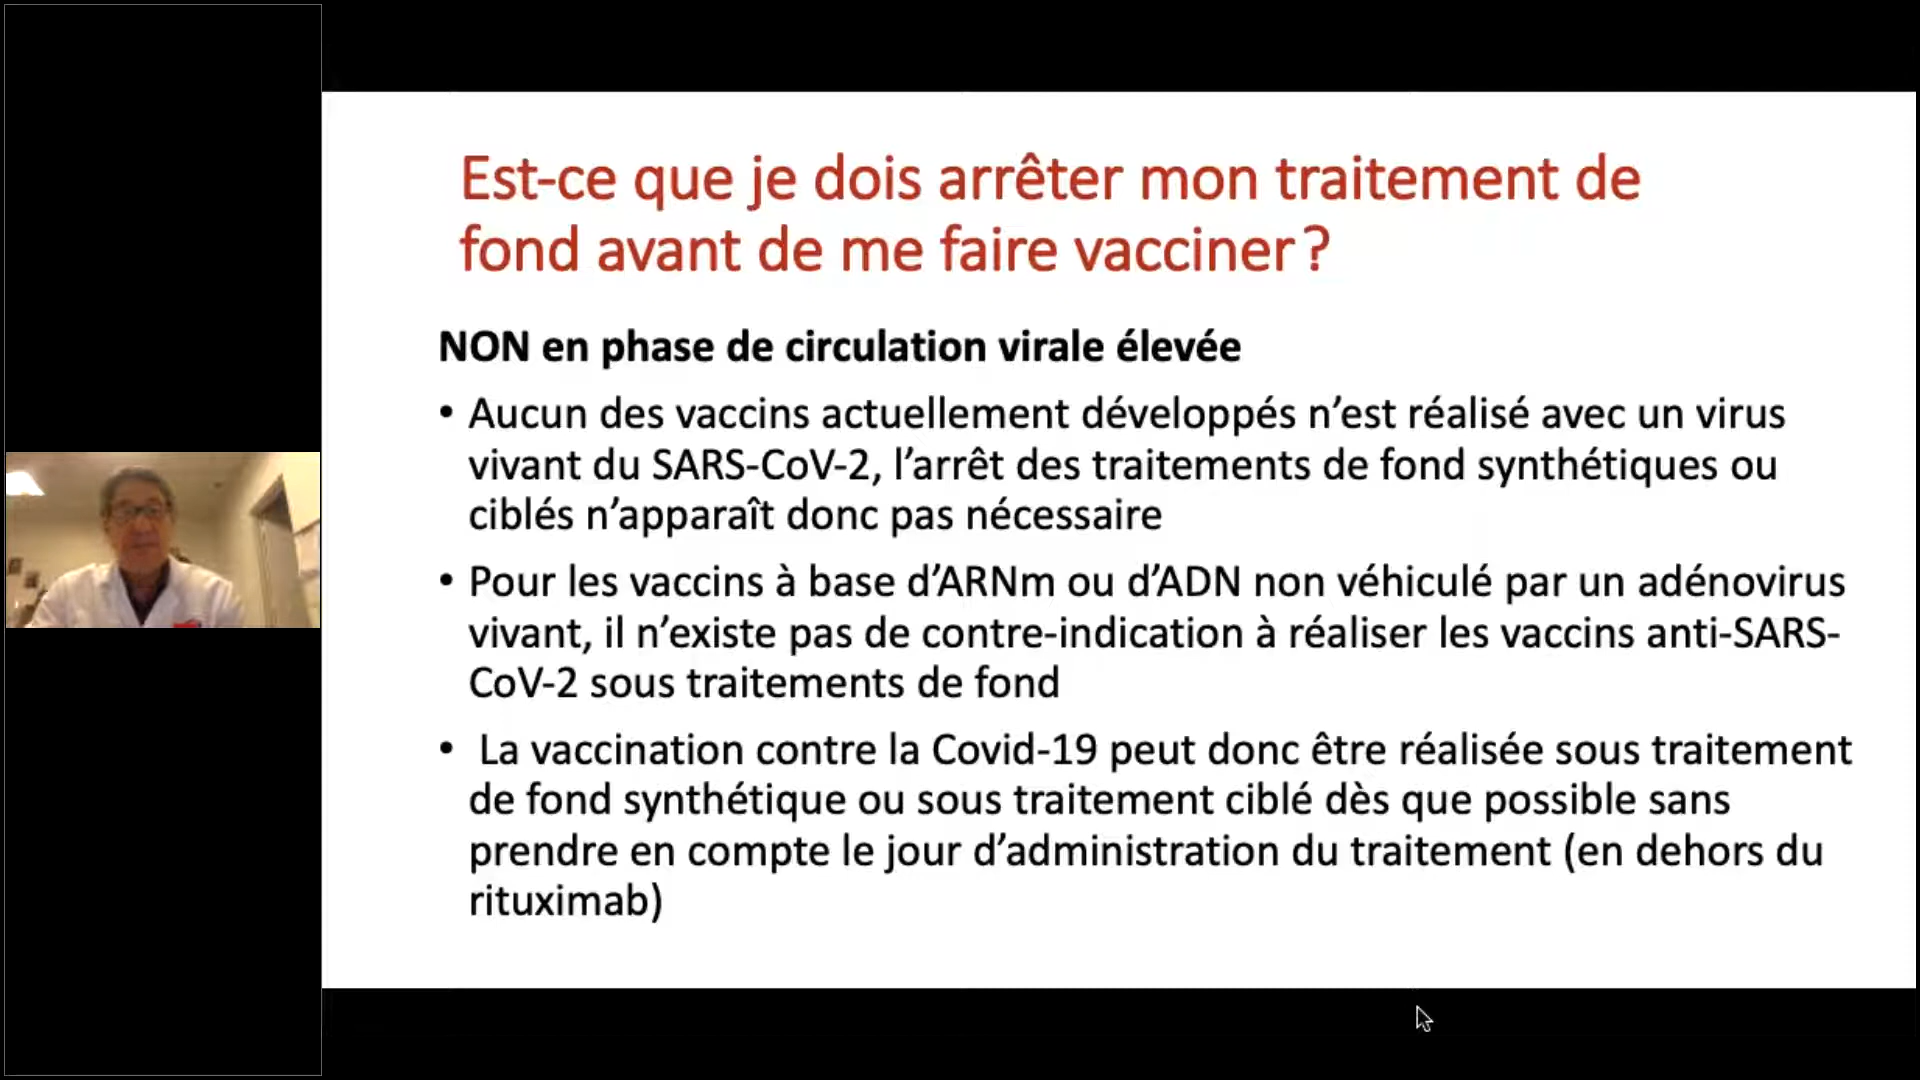 Est-ce que je dois arrêter mon traitement de
fond avant de me faire vacciner ?
NON en phase de circulation virale élevée
• Aucun des vaccins actuellement développés n’est réalisé avec un virus
vivant du SARS-CoV-2, l’arrêt des traitements de fond synthétiques ou
ciblés n’apparaît donc pas nécessaire
• Pour les vaccins à base d’ARNm ou d’ADN non véhiculé par un adénovirus
vivant, il n’existe pas de contre-indication à réaliser les vaccins anti-SARS-
CoV-2 sous traitements de fond
• La vaccination contre la Covid-19 peut donc être réalisée sous traitement
de fond synthétique ou sous traitement ciblé dès que possible sans
prendre en compte le jour d’administration du traitement (en dehors du
rituximab)